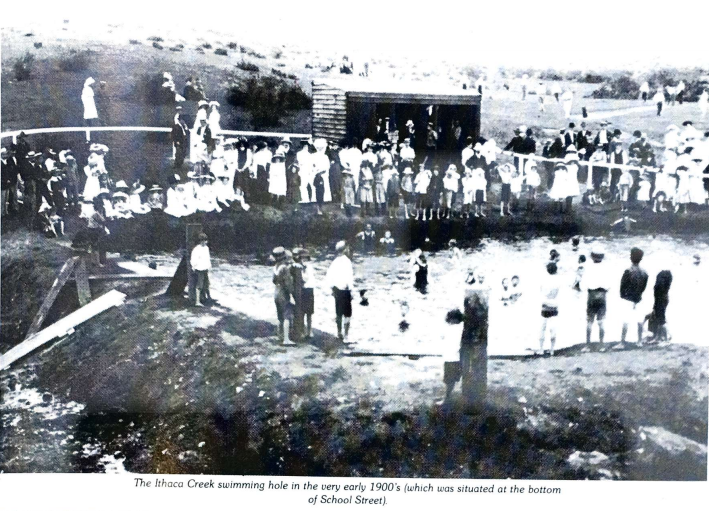 The Ithaca Creek swimming hole in the very early 1900's (which was situated at the bottom
of School Street).